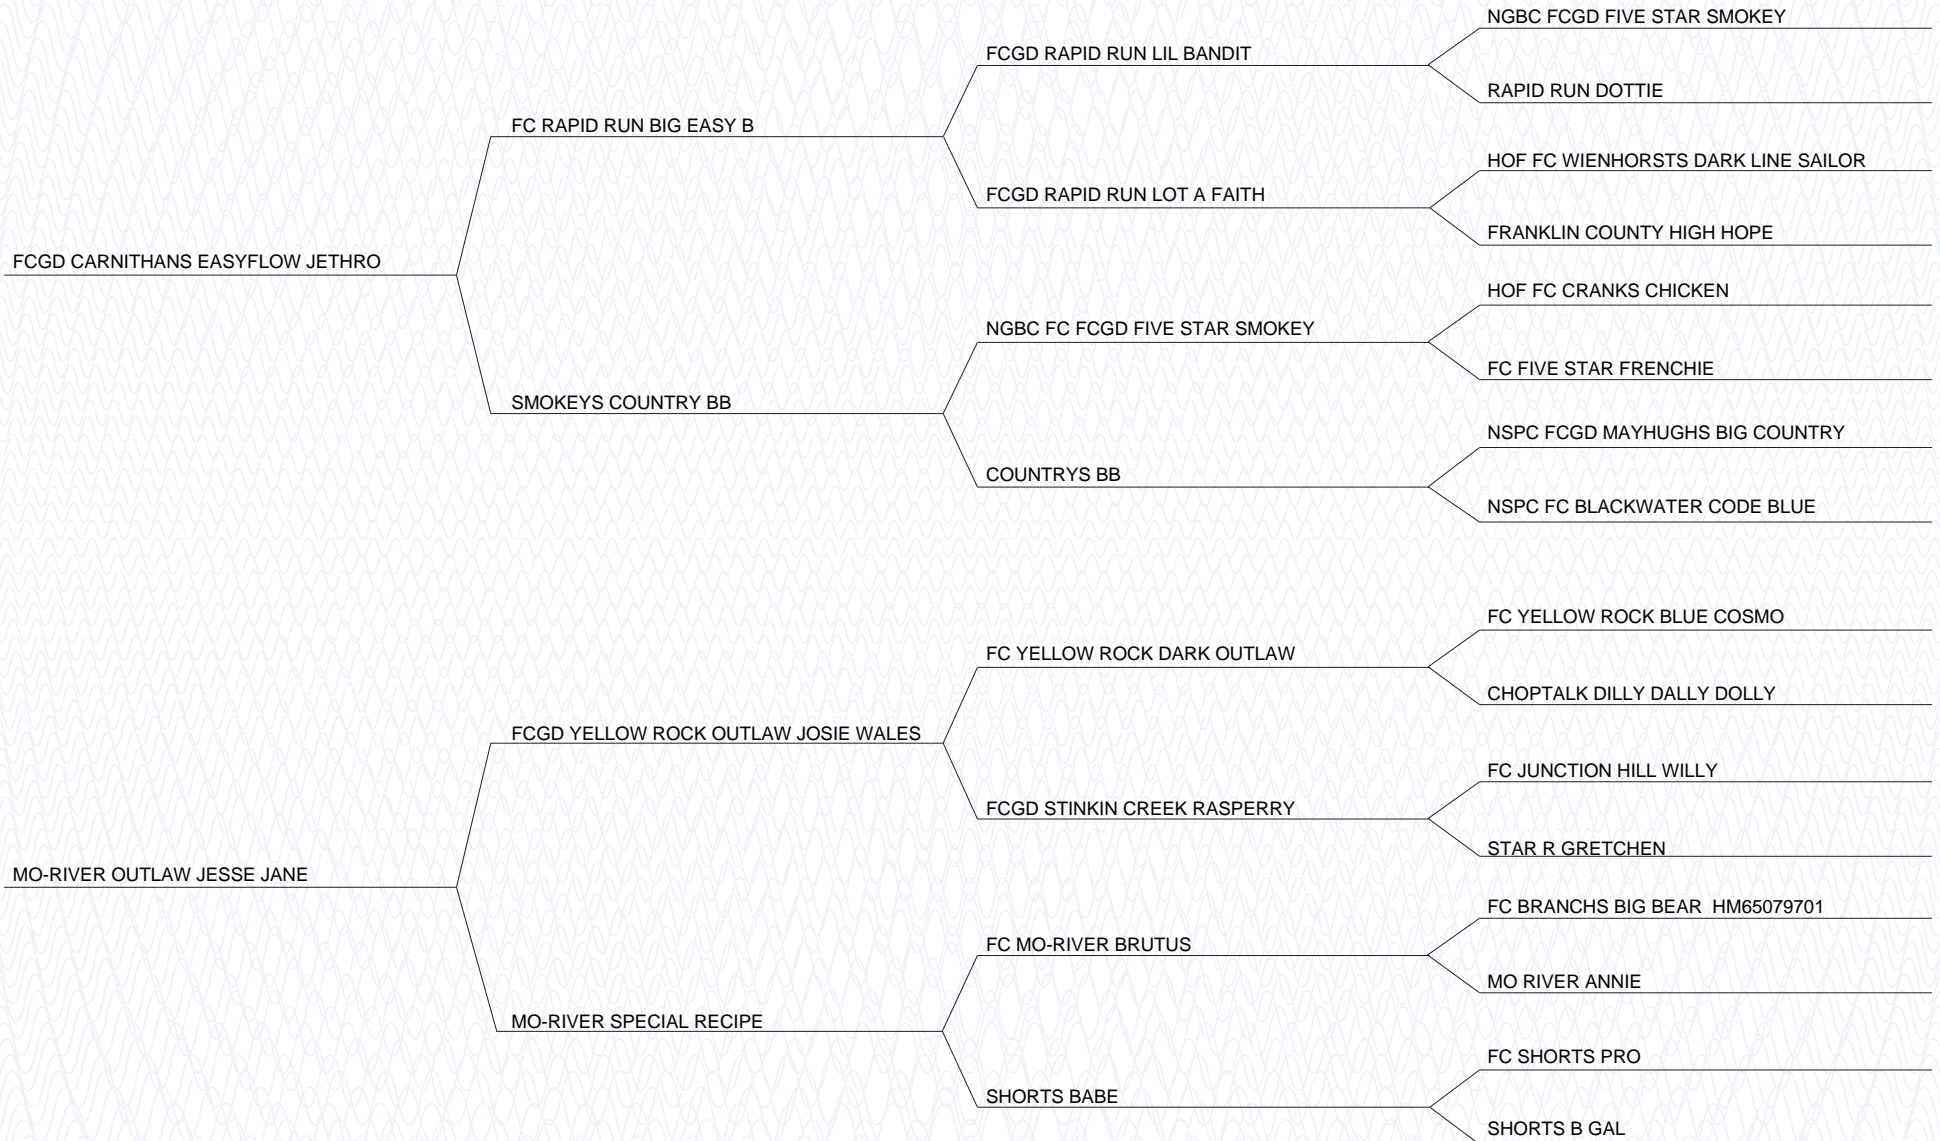 NGBC FCGD FIVE STAR SMOKEY
FCGD RAPID RUN LIL BANDIT
RAPID RUN DOTTIE
FC RAPID RUN BIG EASY B
HOF FC WIENHORSTS DARK LINE SAILOR
FCGD RAPID RUN LOT A FAITH
FRANKLIN COUNTY HIGH HOPE
FCGD CARNITHANS EASYFLOW JETHRO
HOF FC CRANKS CHICKEN
NGBC FC FCGD FIVE STAR SMOKEY
FC FIVE STAR FRENCHIE
SMOKEYS COUNTRY BB
NSPC FCGD MAYHUGHS BIG COUNTRY
COUNTRYS BB
NSPC FC BLACKWATER CODE BLUE
FC YELLOW ROCK BLUE COSMO
FC YELLOW ROCK DARK OUTLAW
CHOPTALK DILLY DALLY DOLLY
FCGD YELLOW ROCK OUTLAW JOSIE WALES
FC JUNCTION HILL WILLY
FCGD STINKIN CREEK RASPERRY
STAR R GRETCHEN
MO-RIVER OUTLAW JESSE JANE
FC BRANCHS BIG BEAR  HM65079701
FC MO-RIVER BRUTUS
MO RIVER ANNIE
MO-RIVER SPECIAL RECIPE
FC SHORTS PRO
SHORTS BABE
SHORTS B GAL